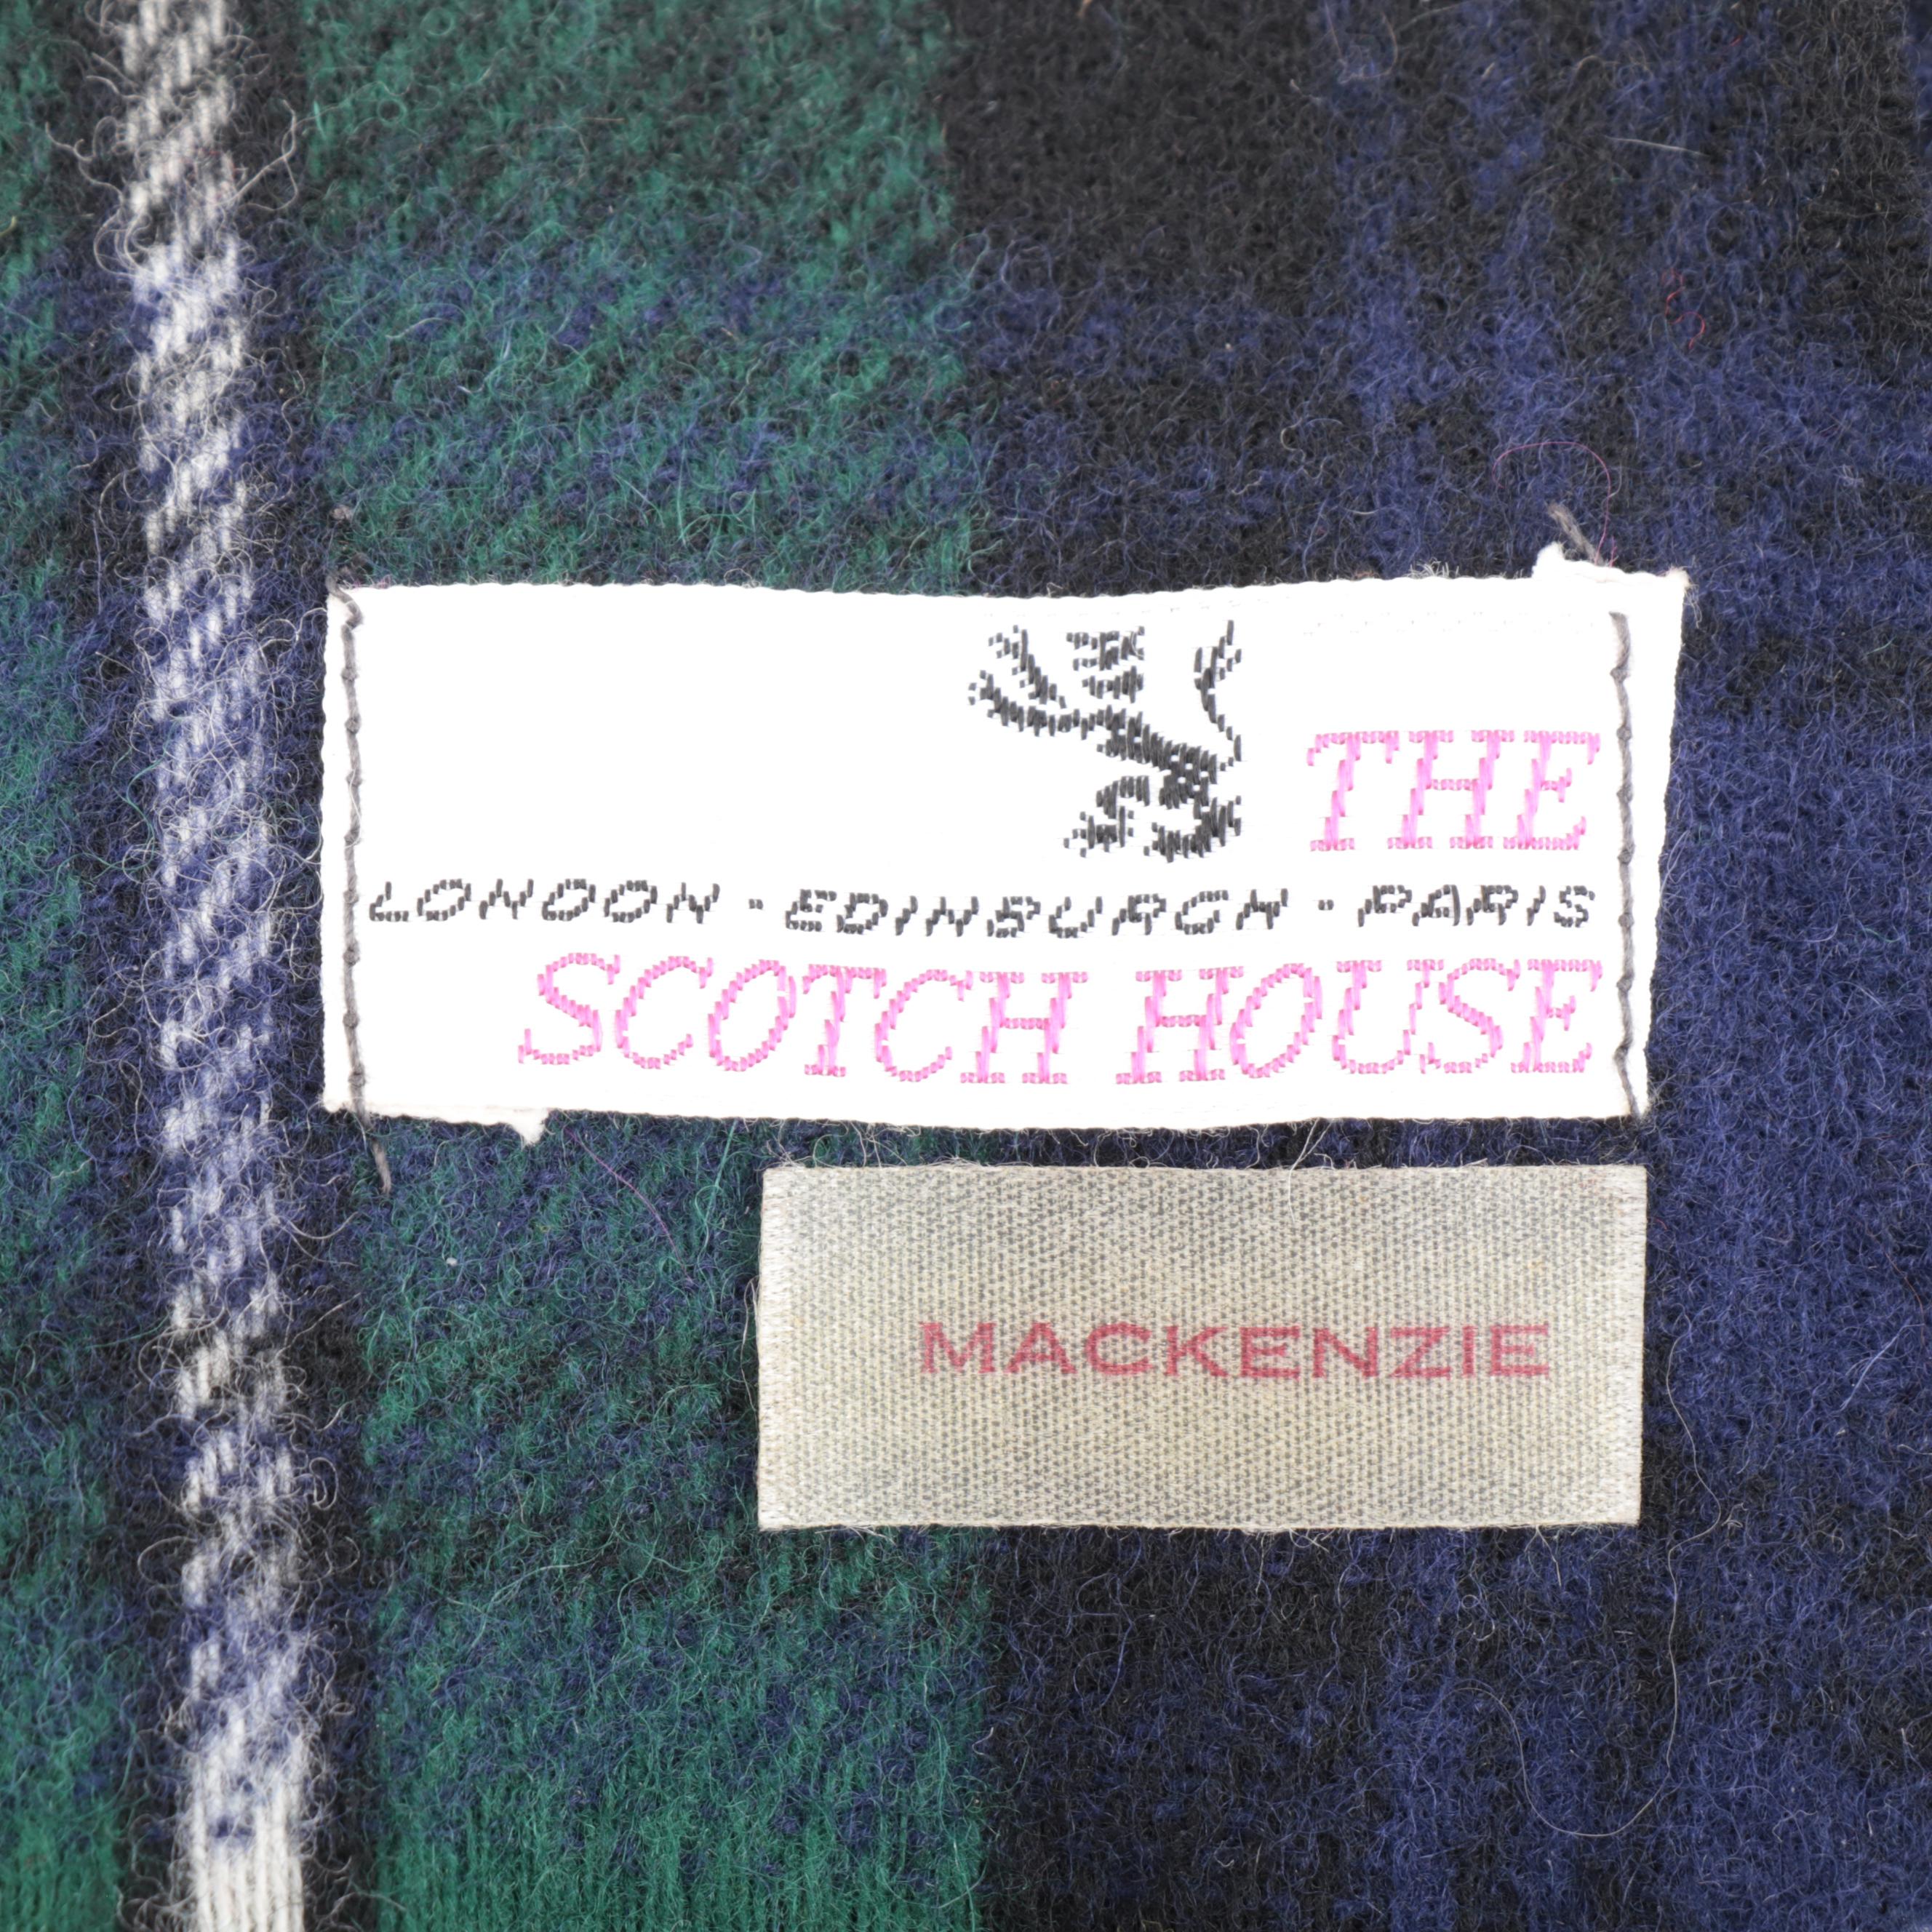 THE
LONDON · EDINBURGH · PARIS
SCOTCH HOUSE
MACKENZIE